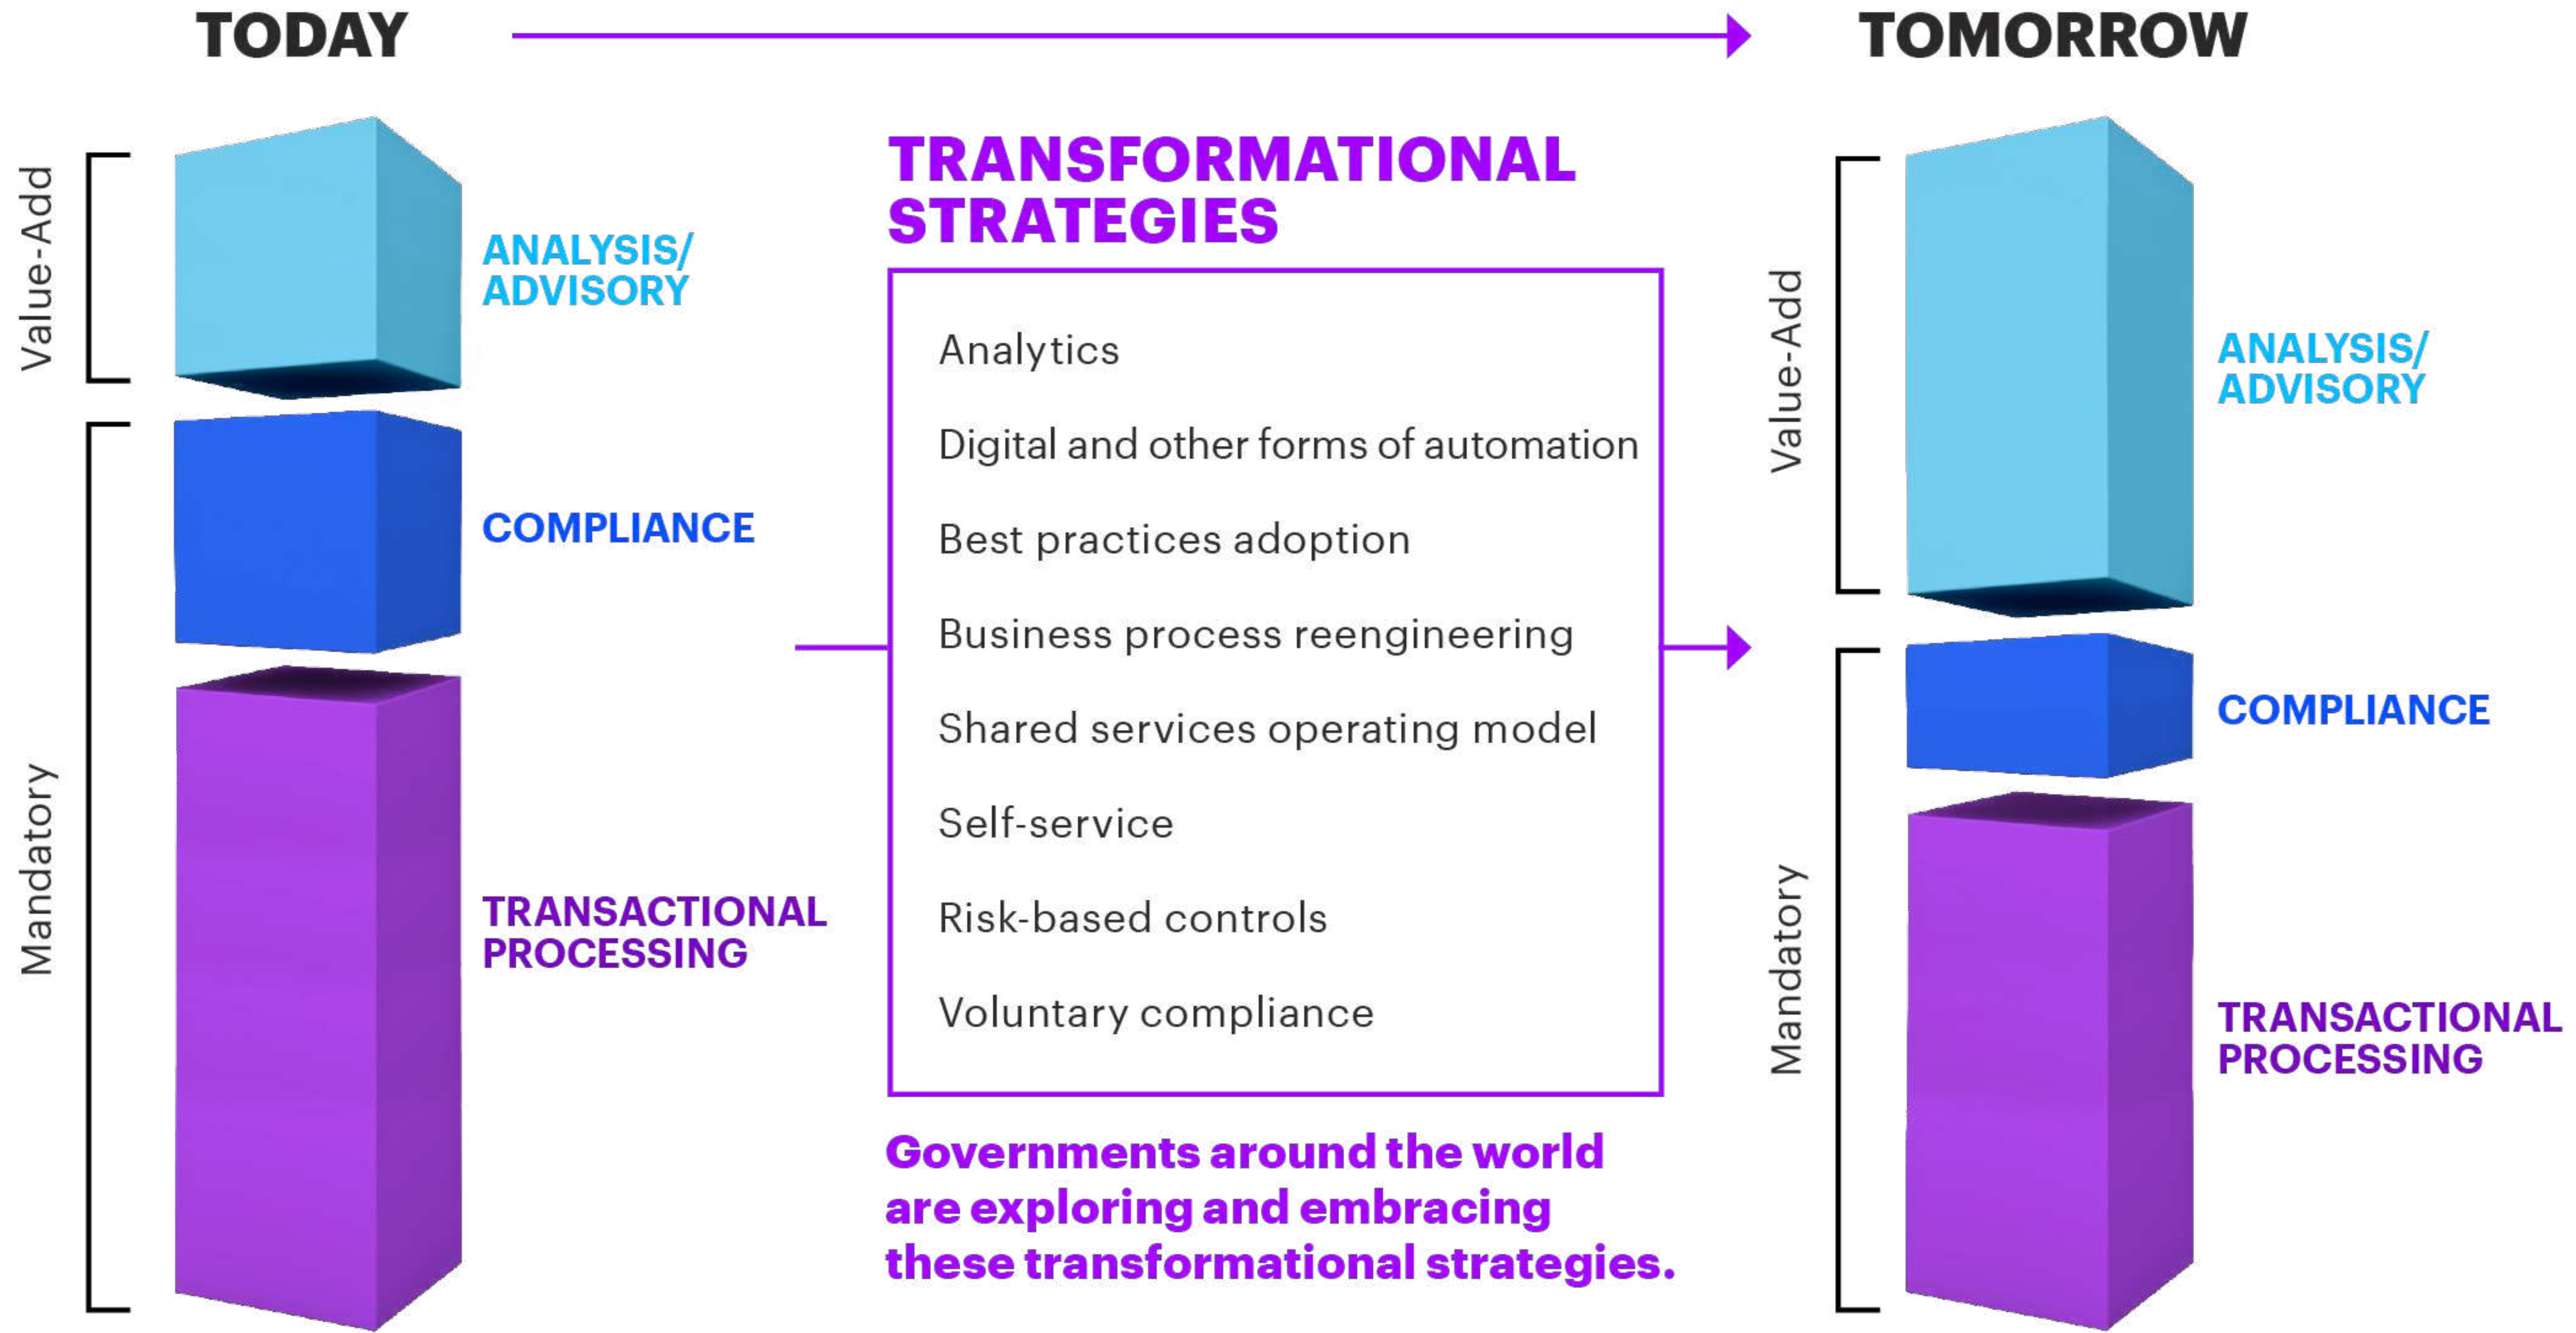 TODAY
TOMORROW
Value-Add
ANALYSIS/
ADVISORY
Mandatory
COMPLIANCE
TRANSACTIONAL
PROCESSING
TRANSFORMATIONAL
STRATEGIES
Analytics
Digital and other forms of automation
Best practices adoption
Business process reengineering
Shared services operating model
Self-service
Risk-based controls
Voluntary compliance
Governments around the world
are exploring and embracing
these transformational strategies.
Value-Add
ANALYSIS/
ADVISORY
Mandatory
COMPLIANCE
TRANSACTIONAL
PROCESSING